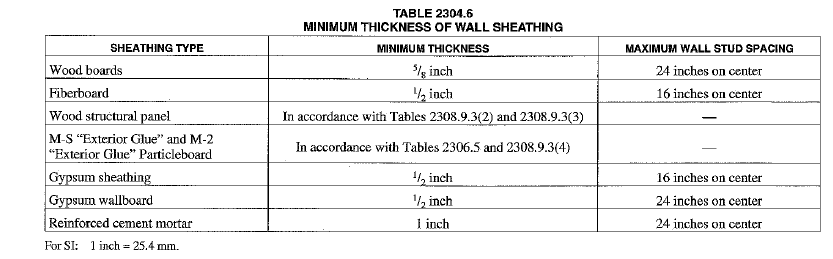 TABLE 2304.6
MINIMUM THICKNESS OF WALL SHEATHING
SHEATHING TYPE MINIMUM THICKNESS MAXIMUM WALL STUD SPACING
Wood boards 5/8 inch 24 inches on center
Fiberboard 1/2 inch 16 inches on center
Wood structural panel In accordance with Tables 2308.9.3(2) and 2308.9.3(3) —
M-S “Exterior Glue” and M-2
“Exterior Glue” Particleboard In accordance with Tables 2306.5 and 2308.9.3(4) —
Gypsum sheathing 1/2 inch 16 inches on center
Gypsum wallboard 1/2 inch 24 inches on center
Reinforced cement mortar 1 inch 24 inches on center
For SI: 1 inch = 25.4 mm.